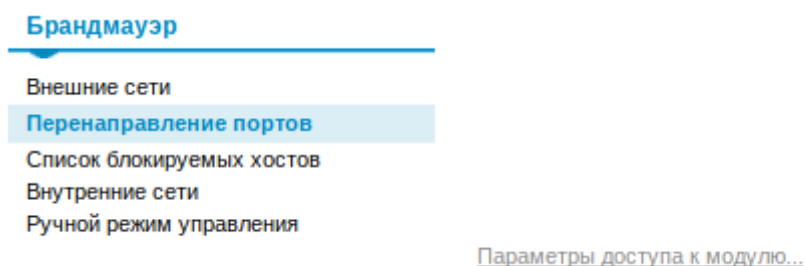 Брандмауэр
Внешние сети
Перенаправление портов
Список блокируемых хостов
Внутренние сети
Ручной режим управления
Параметры доступа к модулю...